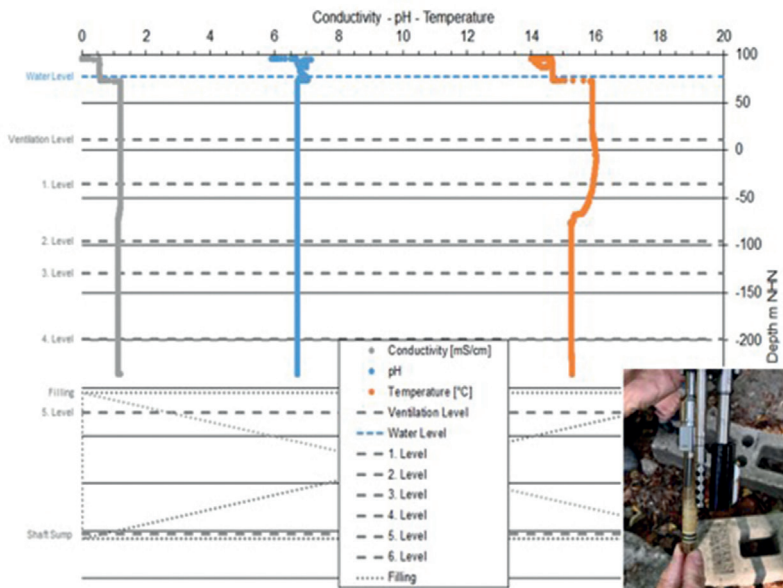 Conductivity - pH - Temperature
0 2 4 6 8 10 12 14 16 18 20
100
Water Level
50
Ventilation Level
0
1. Level
-50
2. Level
-100
3. Level
-150
4. Level
-200
Depth m NHN
Filling
5. Level
Shaft Sump
Conductivity [mS/cm]
pH
Temperature [°C]
Ventilation Level
Water Level
1. Level
2. Level
3. Level
4. Level
5. Level
6. Level
Filling